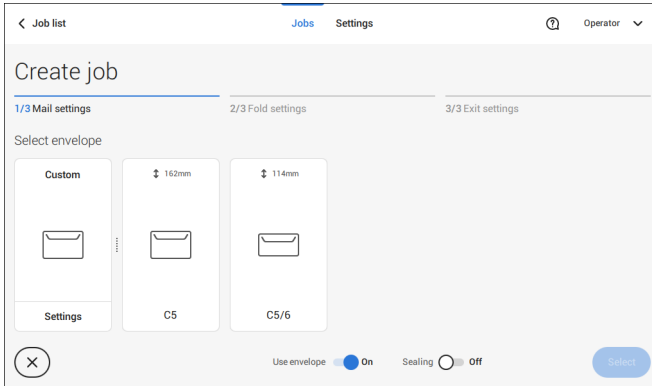 Job list
Jobs
Settings
Operator
Create job
1/3 Mail settings
2/3 Fold settings
3/3 Exit settings
Select envelope
Custom
162mm
114mm
Settings
C5
C5/6
Use envelope
On
Sealing
Off
Select